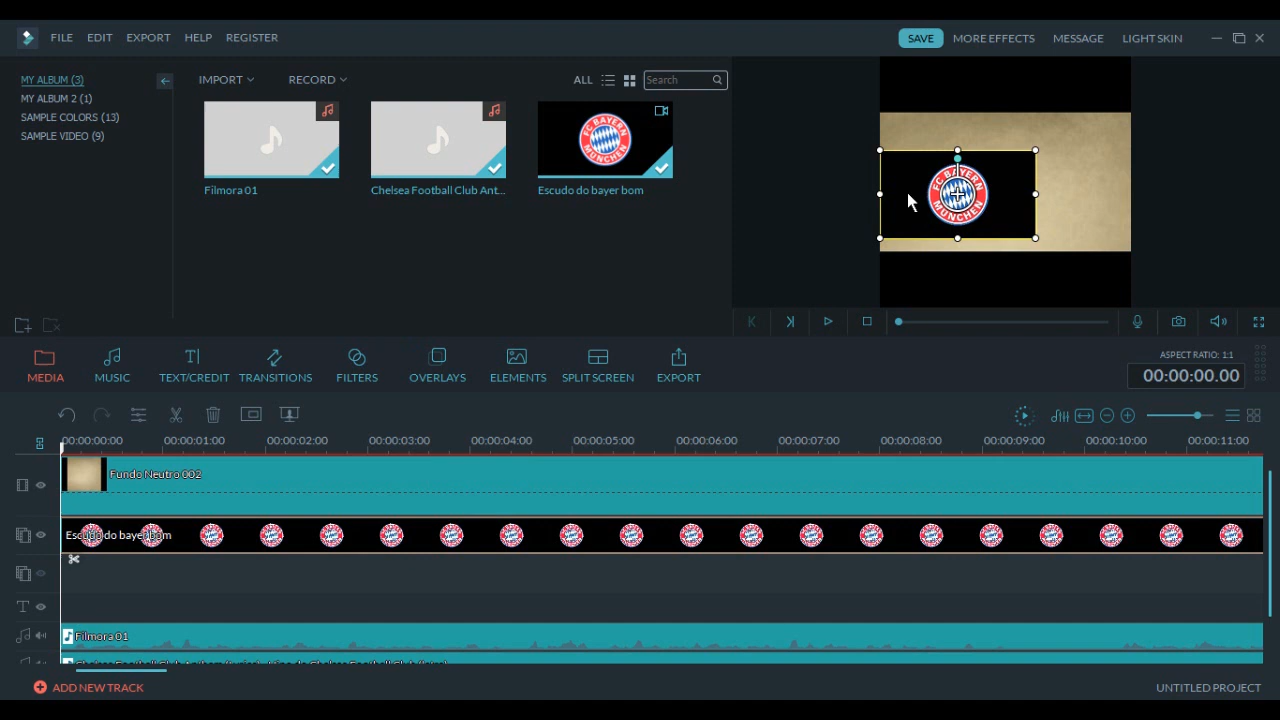 FILE EDIT EXPORT HELP REGISTER SAVE MORE EFFECTS MESSAGE LIGHT SKIN
MY ALBUM (3)
MY ALBUM 2 (1)
SAMPLE COLORS (13)
SAMPLE VIDEO (9)
IMPORT RECORD ALL Search
FC BAYERN
MÜNCHEN
Filmora 01 Chelsea Football Club Ant... Escudo do bayer bom
FC BAYERN
MÜNCHEN
MEDIA MUSIC TEXT/CREDIT TRANSITIONS FILTERS OVERLAYS ELEMENTS SPLIT SCREEN EXPORT
ASPECT RATIO: 1:1
00:00:00.00
00:00:00:00 00:00:01:00 00:00:02:00 00:00:03:00 00:00:04:00 00:00:05:00 00:00:06:00 00:00:07:00 00:00:08:00 00:00:09:00 00:00:10:00 00:00:11:00
Fundo Neutro 002
Escudo do bayer bom
Filmora 01
ADD NEW TRACK UNTITLED PROJECT